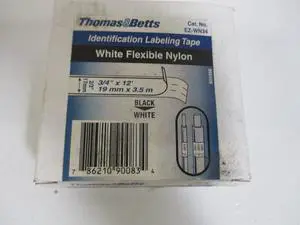 Thomas&Betts
Cat. No.
EZ-WN34
Identification Labeling Tape
White Flexible Nylon
3/4" x 12'
19 mm x 3.5 m
BLACK
WHITE
7 86210 90083 4